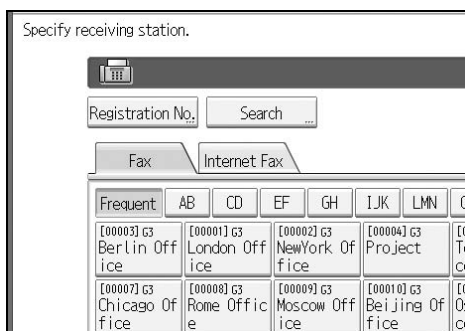 Specify receiving station.
Registration No. Search
Fax Internet Fax
Frequent AB CD EF GH IJK LMN
[00003] G3 [00001] G3 [00002] G3 [00004] G3
Berlin Off London Off NewYork Of Project
ice ice fice
[00007] G3 [00008] G3 [00009] G3 [00010] G3
Chicago Of Rome Offic Moscow Off Beijing Of
fice e ice fice